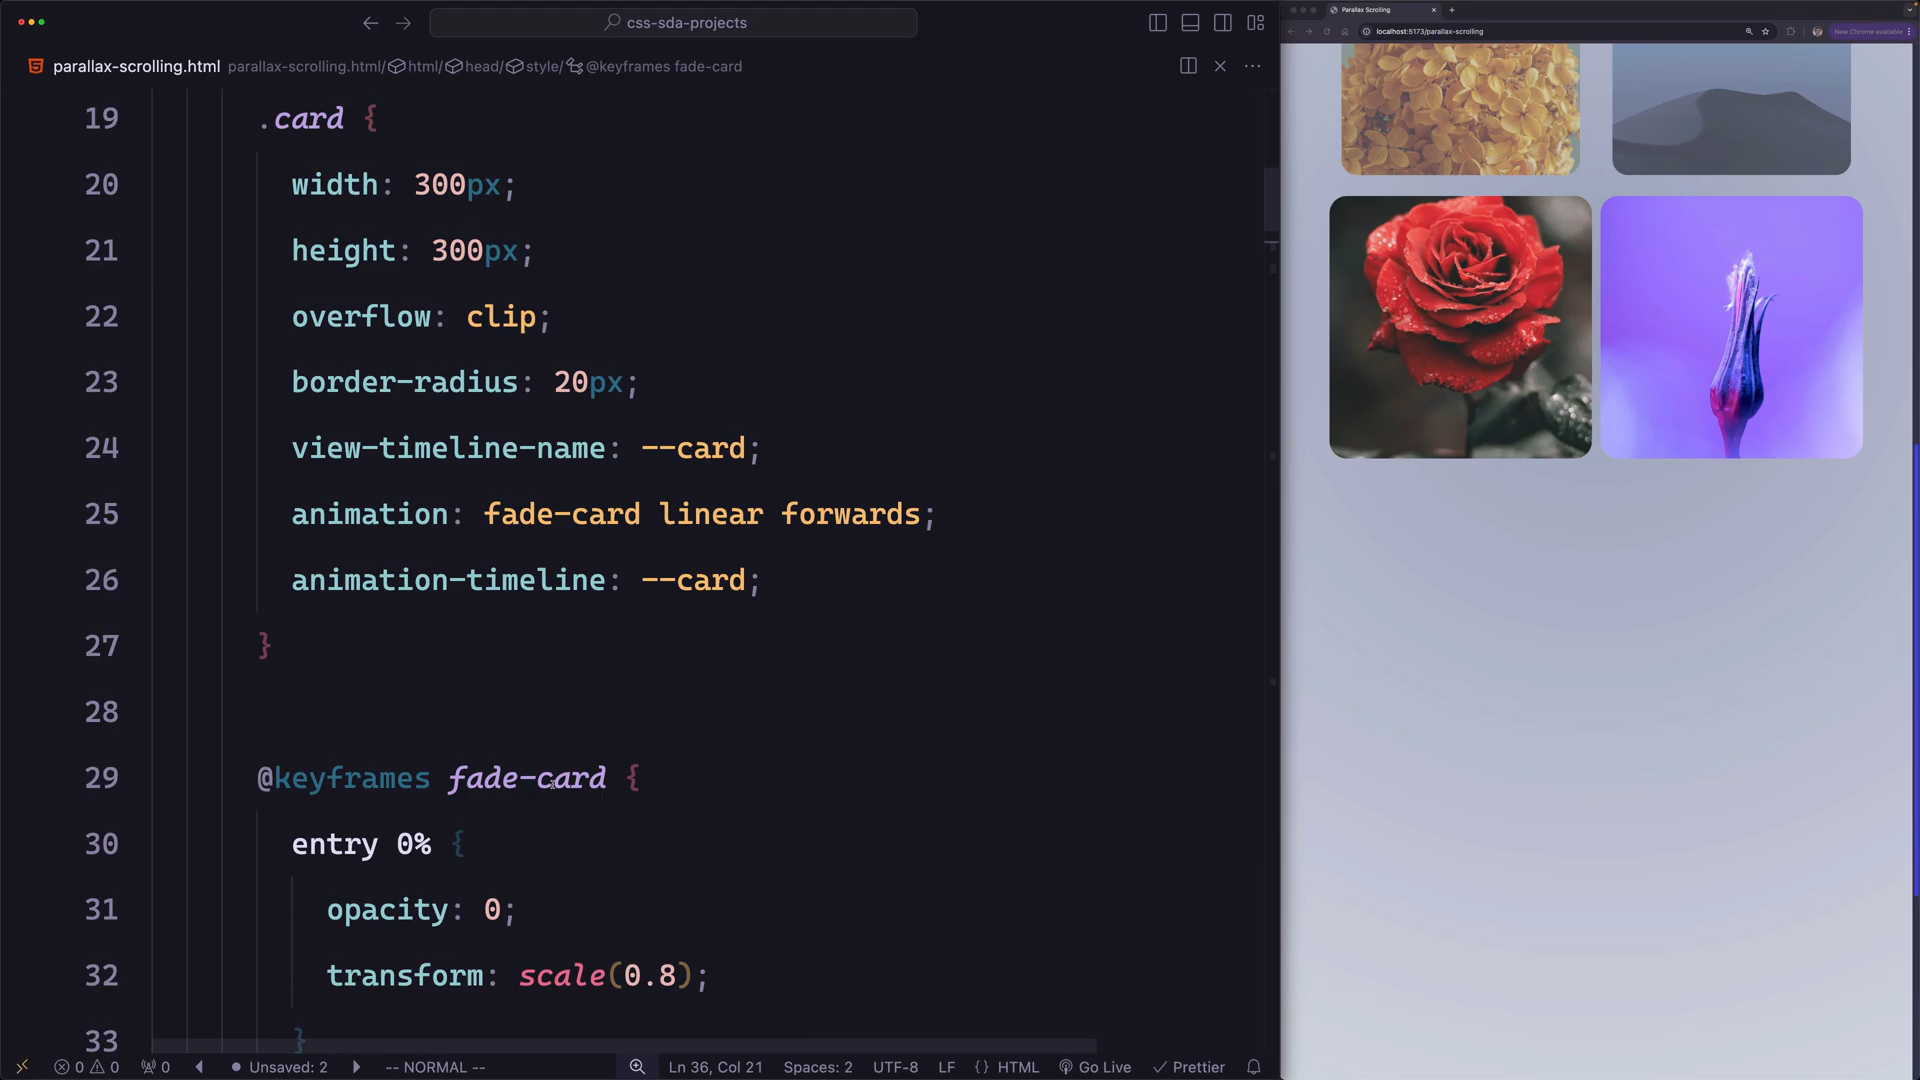 css-sda-projects
parallax-scrolling.html parallax-scrolling.html/html/head/style/@keyframes fade-card
19 .card {
20 width: 300px;
21 height: 300px;
22 overflow: clip;
23 border-radius: 20px;
24 view-timeline-name: --card;
25 animation: fade-card linear forwards;
26 animation-timeline: --card;
27 }
28
29 @keyframes fade-card {
30 entry 0% {
31 opacity: 0;
32 transform: scale(0.8);
33 }
0 0 0 Unsaved: 2 -- NORMAL -- Ln 36, Col 21 Spaces: 2 UTF-8 LF {} HTML Go Live Prettier
Parallax Scrolling
localhost:5173/parallax-scrolling New Chrome available